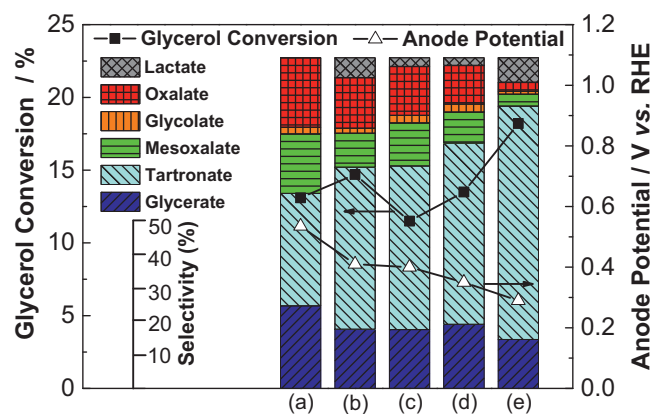 Glycerol Conversion
Anode Potential
Lactate
Oxalate
Glycolate
Mesoxalate
Tartronate
Glycerate
Glycerol Conversion / %
25
20
15
10
5
0
Selectivity (%)
50
40
30
20
10
Anode Potential / V vs. RHE
1.2
1.0
0.8
0.6
0.4
0.2
0.0
(a) (b) (c) (d) (e)